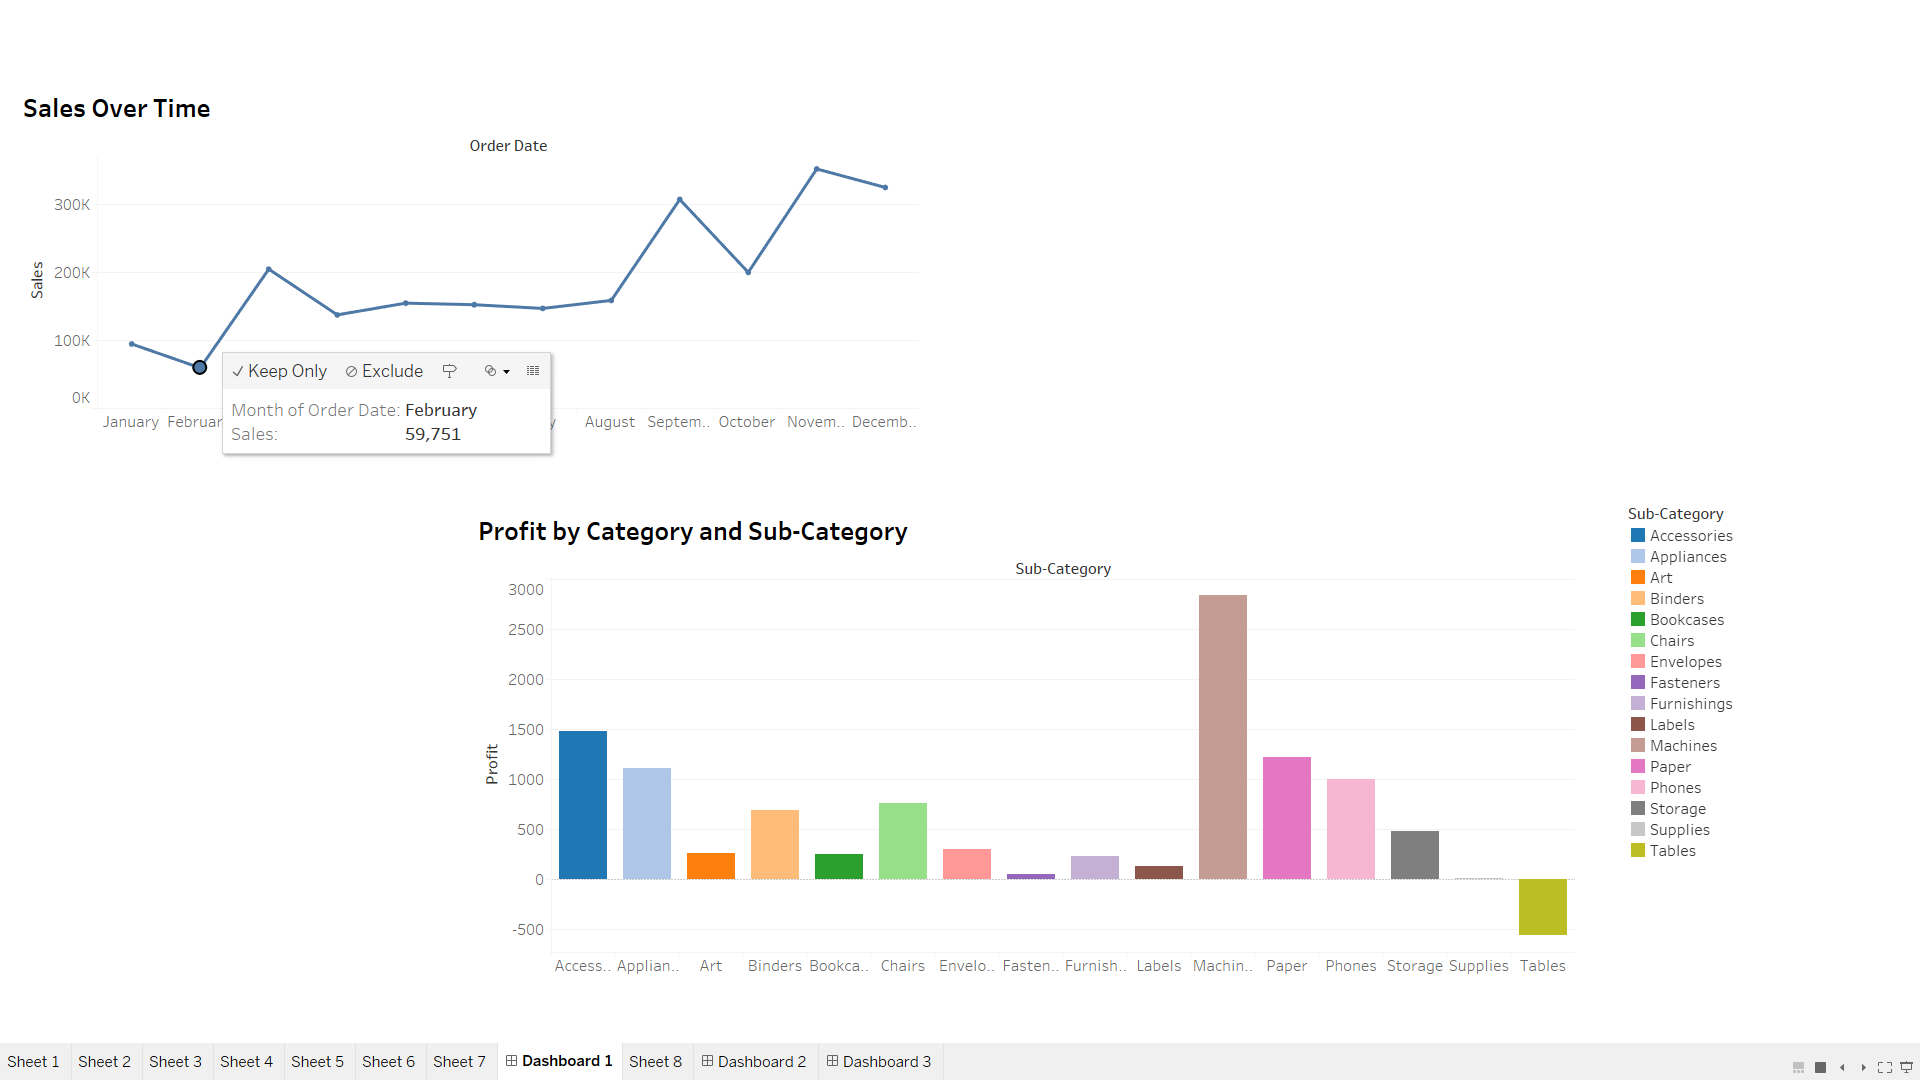 Sales Over Time
Order Date
300K
200K
100K
0K
Sales
January Februar y August Septem.. October Novem.. Decemb..
Keep Only Exclude
Month of Order Date: February
Sales: 59,751
Profit by Category and Sub-Category
Sub-Category
3000
2500
2000
1500
1000
500
0
-500
Profit
Access.. Applian.. Art Binders Bookca.. Chairs Envelo.. Fasten.. Furnish.. Labels Machin.. Paper Phones Storage Supplies Tables
Sub-Category
Accessories
Appliances
Art
Binders
Bookcases
Chairs
Envelopes
Fasteners
Furnishings
Labels
Machines
Paper
Phones
Storage
Supplies
Tables
Sheet 1 Sheet 2 Sheet 3 Sheet 4 Sheet 5 Sheet 6 Sheet 7 Dashboard 1 Sheet 8 Dashboard 2 Dashboard 3